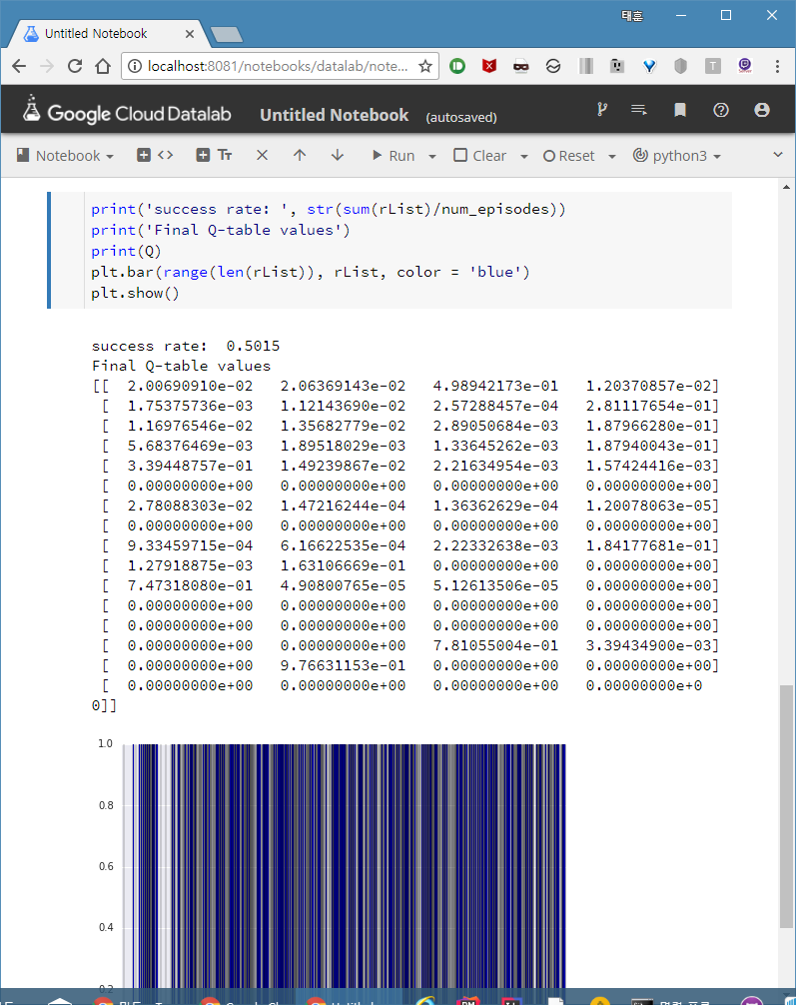 태훈
Untitled Notebook
localhost:8081/notebooks/datalab/note...
Google Cloud Datalab Untitled Notebook (autosaved)
Notebook <> Tт Run Clear Reset python3
print('success rate: ', str(sum(rList)/num_episodes))
print('Final Q-table values')
print(Q)
plt.bar(range(len(rList)), rList, color = 'blue')
plt.show()
success rate:  0.5015
Final Q-table values
[[ 2.00690910e-02 2.06369143e-02 4.98942173e-01 1.20370857e-02]
[ 1.75375736e-03 1.12143690e-02 2.57288457e-04 2.81117654e-01]
[ 1.16976546e-02 1.35682779e-02 2.89050684e-03 1.87966280e-01]
[ 5.68376469e-03 1.89518029e-03 1.33645262e-03 1.87940043e-01]
[ 3.39448757e-01 1.49239867e-02 2.21634954e-03 1.57424416e-03]
[ 0.00000000e+00 0.00000000e+00 0.00000000e+00 0.00000000e+00]
[ 2.78088303e-02 1.47216244e-04 1.36362629e-04 1.20078063e-05]
[ 0.00000000e+00 0.00000000e+00 0.00000000e+00 0.00000000e+00]
[ 9.33459715e-04 6.16622535e-04 2.22332638e-03 1.84177681e-01]
[ 1.27918875e-03 1.63106669e-01 0.00000000e+00 0.00000000e+00]
[ 7.47318080e-01 4.90800765e-05 5.12613506e-05 0.00000000e+00]
[ 0.00000000e+00 0.00000000e+00 0.00000000e+00 0.00000000e+00]
[ 0.00000000e+00 0.00000000e+00 0.00000000e+00 0.00000000e+00]
[ 0.00000000e+00 0.00000000e+00 7.81055004e-01 3.39434900e-03]
[ 0.00000000e+00 9.76631153e-01 0.00000000e+00 0.00000000e+00]
[ 0.00000000e+00 0.00000000e+00 0.00000000e+00 0.00000000e+0
0]]
1.0
0.8
0.6
0.4
0.2